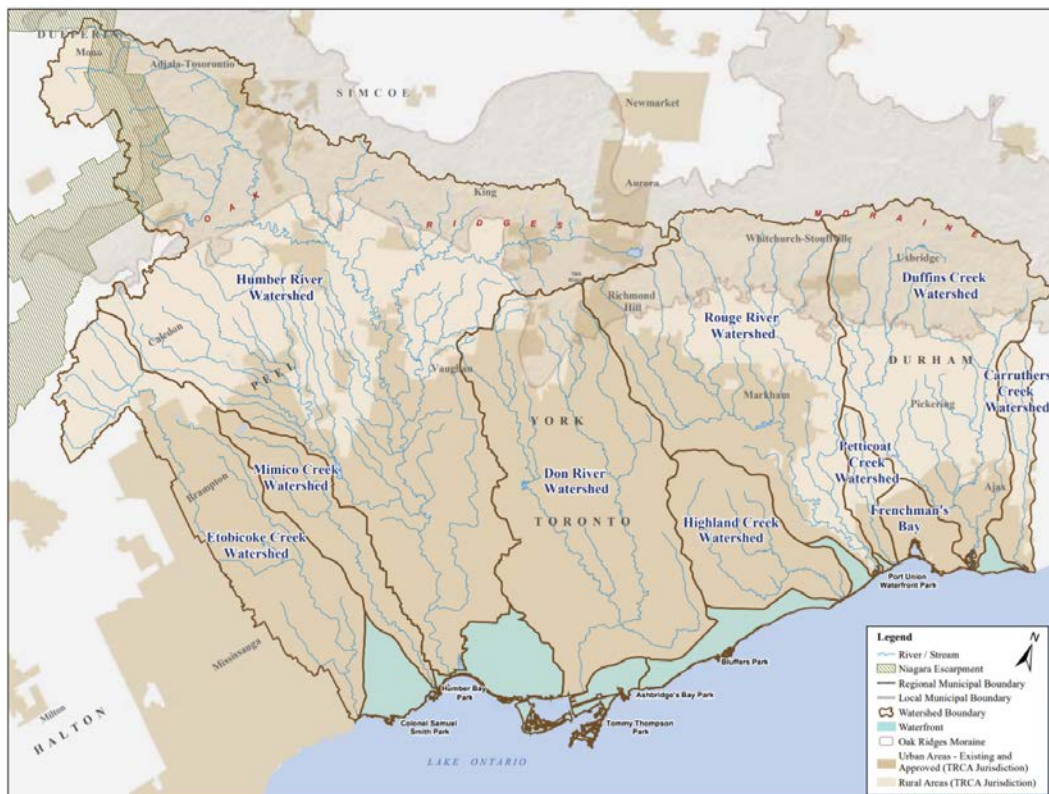 DUFFERIN
Mono
Adjala-Tosorontio
SIMCOE
Newmarket
Aurora
King
OAK RIDGES MORAINE
Whitchurch-Stouffville
Uxbridge
Humber River
Watershed
Richmond
Hill
Rouge River
Watershed
Duffins Creek
Watershed
Caledon
PEEL
Vaughan
DURHAM
Carruthers
Creek
Watershed
Markham
Pickering
YORK
Petticoat
Creek
Watershed
Mimico Creek
Watershed
Don River
Watershed
Brampton
Ajax
Frenchman's
Bay
Highland Creek
Watershed
TORONTO
Etobicoke Creek
Watershed
Port Union
Waterfront Park
Mississauga
Bluffers Park
Humber Bay
Park
Ashbridge's Bay Park
Milton
HALTON
Colonel Samuel
Smith Park
Tommy Thompson
Park
LAKE ONTARIO
Legend
N
River / Stream
Niagara Escarpment
Regional Municipal Boundary
Local Municipal Boundary
Watershed Boundary
Waterfront
Oak Ridges Moraine
Urban Areas - Existing and
Approved (TRCA Jurisdiction)
Rural Areas (TRCA Jurisdiction)